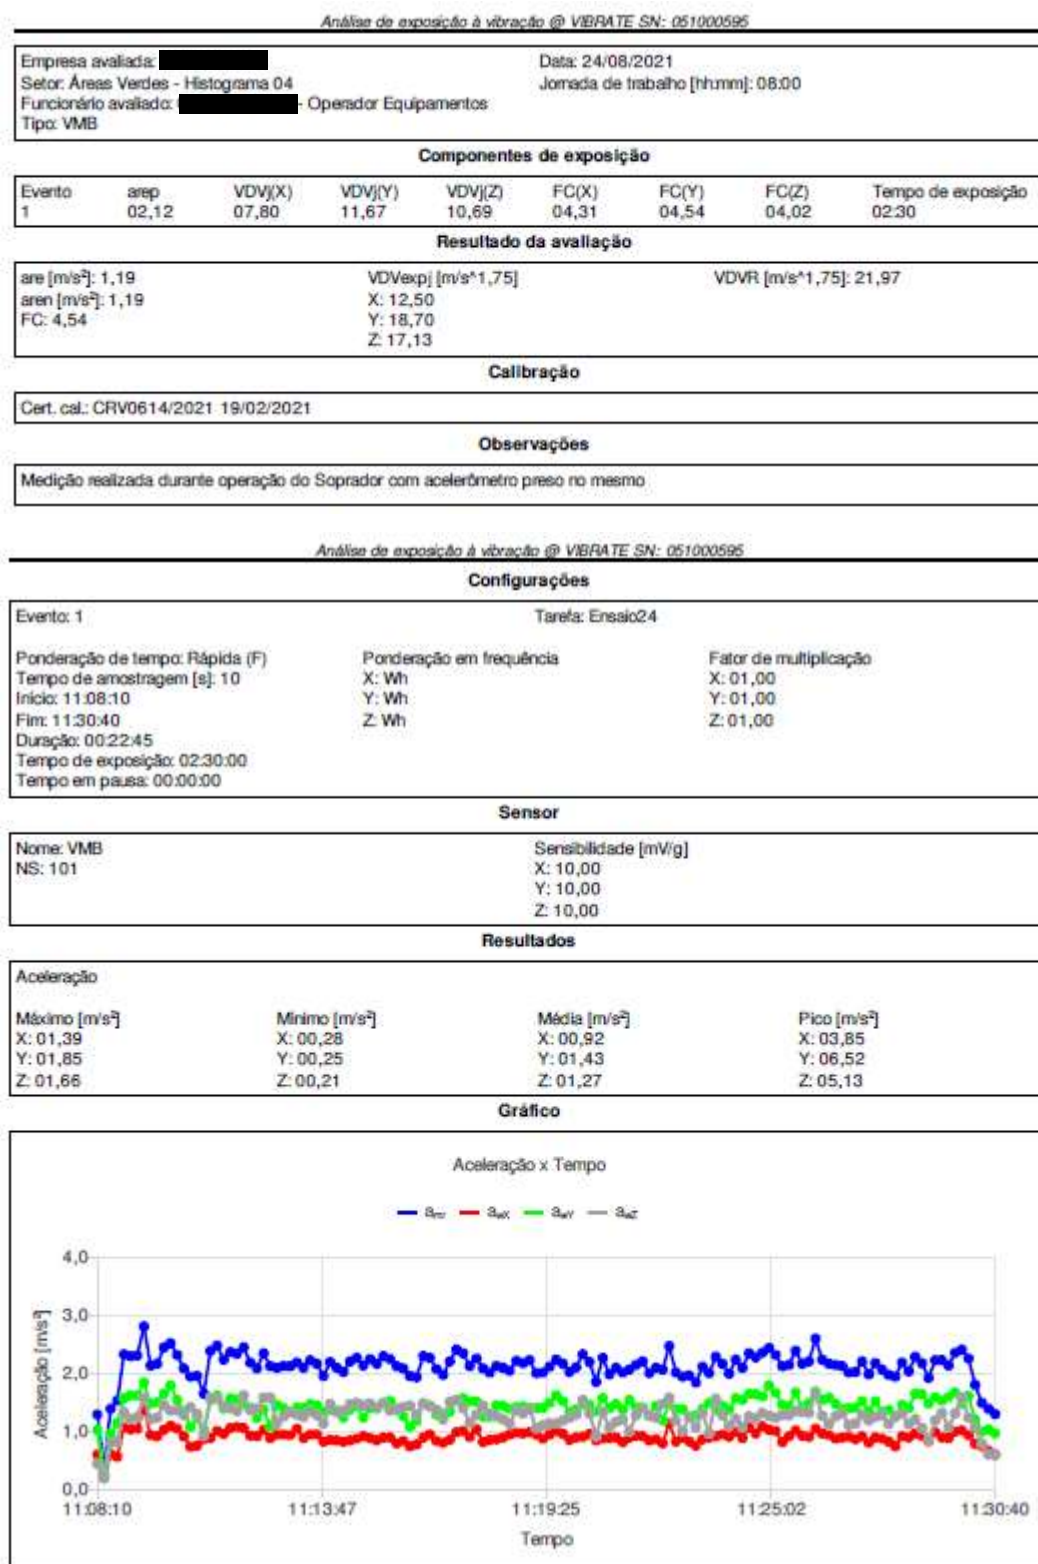 Análise de exposição à vibração @ VIBRATE SN: 051000595
Empresa avaliada: Data: 24/08/2021
Setor: Áreas Verdes - Histograma 04 Jornada de trabalho [hh:mm]: 08:00
Funcionário avaliado: - Operador Equipamentos
Tipo: VMB
Componentes de exposição
Evento arep VDVj(X) VDVj(Y) VDVj(Z) FC(X) FC(Y) FC(Z) Tempo de exposição
1 02,12 07,80 11,67 10,69 04,31 04,54 04,02 02:30
Resultado da avaliação
are [m/s²]: 1,19 VDVexpj [m/s^1,75] VDVR [m/s^1,75]: 21,97
aren [m/s²]: 1,19 X: 12,50
FC: 4,54 Y: 18,70
Z: 17,13
Calibração
Cert. cal.: CRV0614/2021 19/02/2021
Observações
Medição realizada durante operação do Soprador com acelerômetro preso no mesmo
Análise de exposição à vibração @ VIBRATE SN: 051000595
Configurações
Evento: 1 Tarefa: Ensaio24
Ponderação de tempo: Rápida (F) Ponderação em frequência Fator de multiplicação
Tempo de amostragem [s]: 10 X: Wh X: 01,00
Início: 11:08:10 Y: Wh Y: 01,00
Fim: 11:30:40 Z: Wh Z: 01,00
Duração: 00:22:45
Tempo de exposição: 02:30:00
Tempo em pausa: 00:00:00
Sensor
Nome: VMB Sensibilidade [mV/g]
NS: 101 X: 10,00
Y: 10,00
Z: 10,00
Resultados
Aceleração
Máximo [m/s²] Mínimo [m/s²] Média [m/s²] Pico [m/s²]
X: 01,39 X: 00,28 X: 00,92 X: 03,85
Y: 01,85 Y: 00,25 Y: 01,43 Y: 06,52
Z: 01,66 Z: 00,21 Z: 01,27 Z: 05,13
Gráfico
Aceleração x Tempo
awX awY awZ
4,0
3,0
2,0
1,0
0,0
Aceleração [m/s²]
11:08:10 11:13:47 11:19:25 11:25:02 11:30:40
Tempo